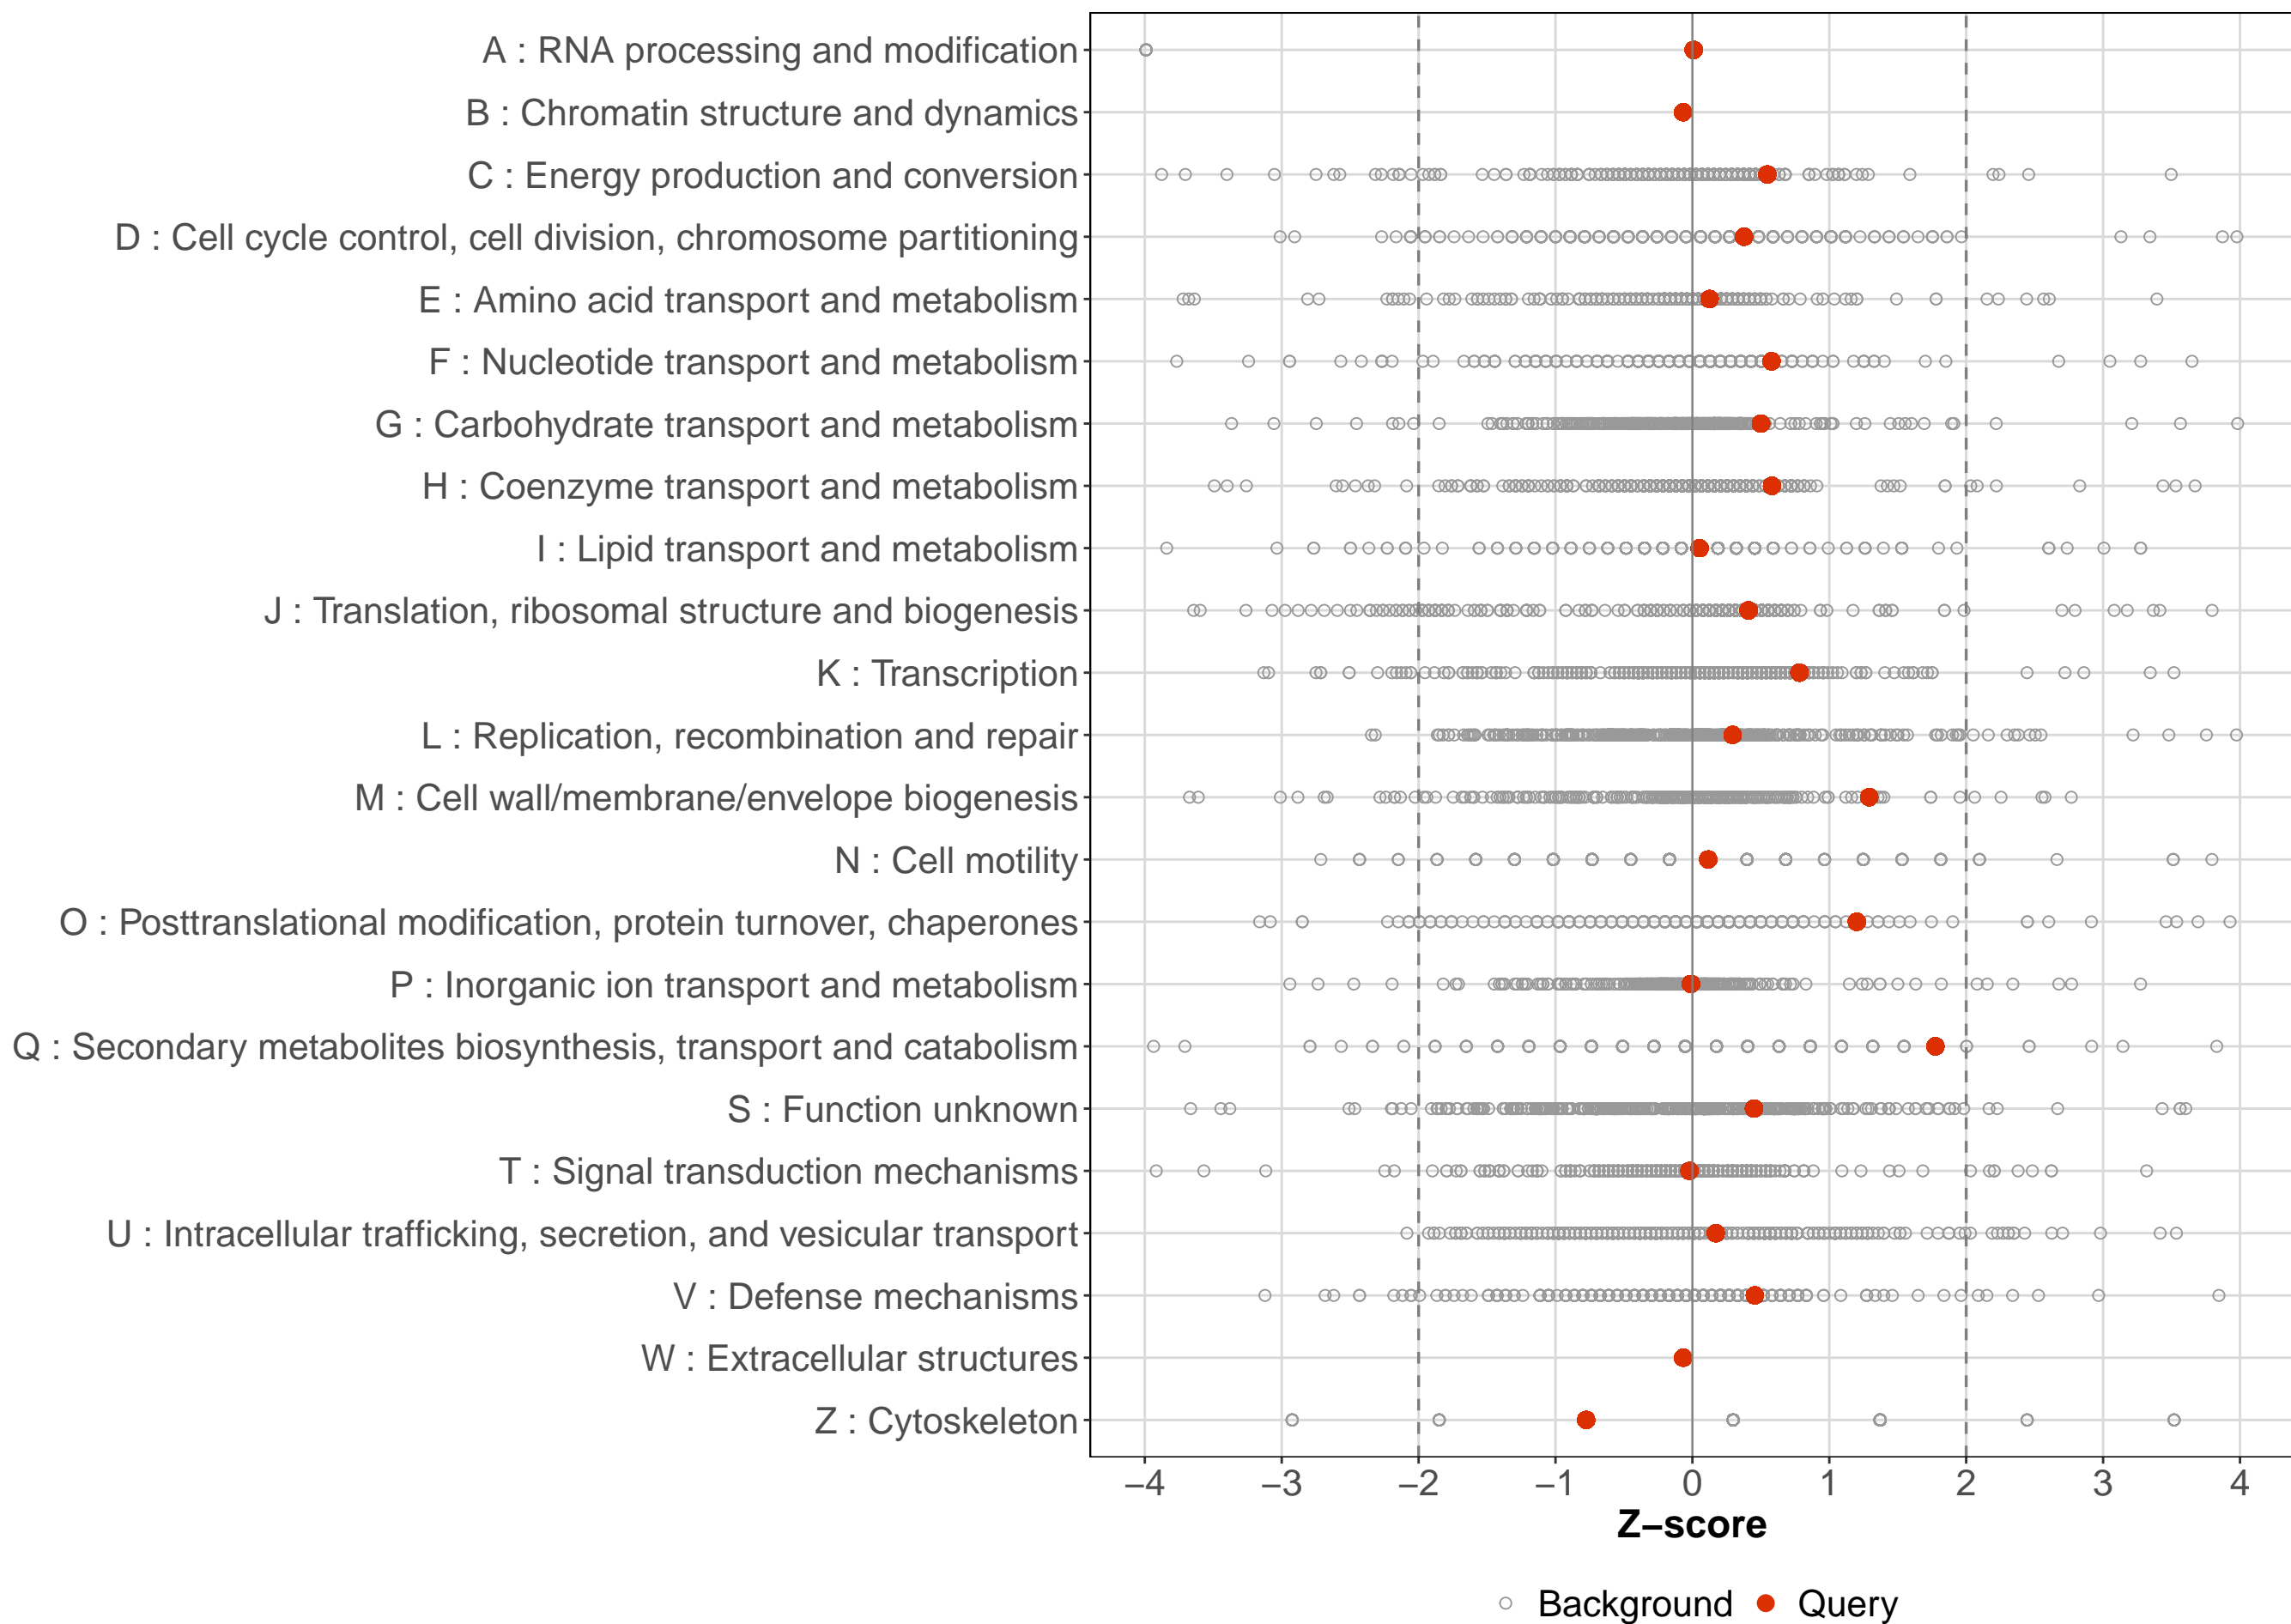 A : RNA processing and modification
B : Chromatin structure and dynamics
C : Energy production and conversion
D : Cell cycle control, cell division, chromosome partitioning
E : Amino acid transport and metabolism
F : Nucleotide transport and metabolism
G : Carbohydrate transport and metabolism
H : Coenzyme transport and metabolism
I : Lipid transport and metabolism
J : Translation, ribosomal structure and biogenesis
K : Transcription
L : Replication, recombination and repair
M : Cell wall/membrane/envelope biogenesis
N : Cell motility
O : Posttranslational modification, protein turnover, chaperones
P : Inorganic ion transport and metabolism
Q : Secondary metabolites biosynthesis, transport and catabolism
S : Function unknown
T : Signal transduction mechanisms
U : Intracellular trafficking, secretion, and vesicular transport
V : Defense mechanisms
W : Extracellular structures
Z : Cytoskeleton
−4 −3 −2 −1 0 1 2 3 4
Z−score
Background Query